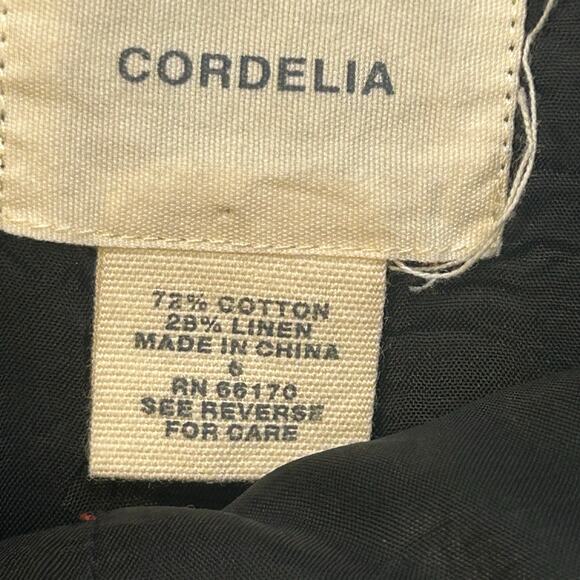 CORDELIA
72% COTTON
28% LINEN
MADE IN CHINA
6
RN 66170
SEE REVERSE
FOR CARE